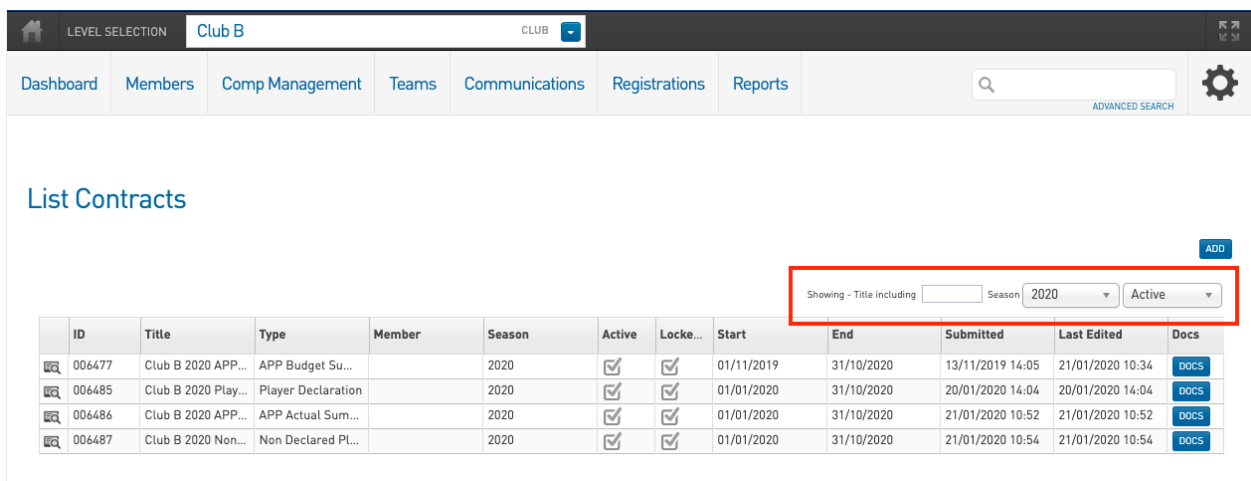 LEVEL SELECTION Club B CLUB
Dashboard Members Comp Management Teams Communications Registrations Reports
ADVANCED SEARCH
List Contracts
ADD
Showing - Title including Season 2020 Active
ID Title Type Member Season Active Locke... Start End Submitted Last Edited Docs
006477 Club B 2020 APP... APP Budget Su... 2020 01/11/2019 31/10/2020 13/11/2019 14:05 21/01/2020 10:34 DOCS
006485 Club B 2020 Play... Player Declaration 2020 01/01/2020 31/10/2020 20/01/2020 14:04 20/01/2020 14:04 DOCS
006486 Club B 2020 APP... APP Actual Sum... 2020 01/01/2020 31/10/2020 21/01/2020 10:52 21/01/2020 10:52 DOCS
006487 Club B 2020 Non... Non Declared Pl... 2020 01/01/2020 31/10/2020 21/01/2020 10:54 21/01/2020 10:54 DOCS